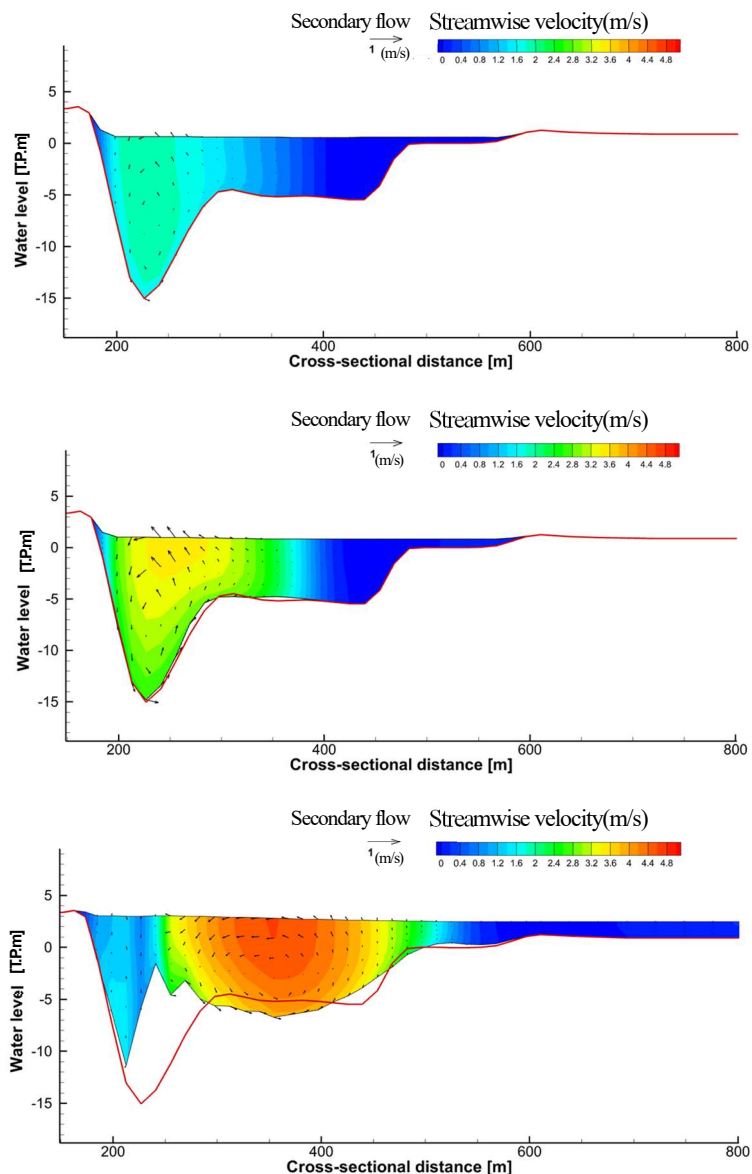 Secondary flow Streamwise velocity(m/s)
1 (m/s)
0 0.4 0.8 1.2 1.6 2 2.4 2.8 3.2 3.6 4 4.4 4.8
Water level [T.P.m]
5
0
-5
-10
-15
200 400 600 800
Cross-sectional distance [m]
Secondary flow Streamwise velocity(m/s)
1 (m/s)
0 0.4 0.8 1.2 1.6 2 2.4 2.8 3.2 3.6 4 4.4 4.8
Water level [T.P.m]
5
0
-5
-10
-15
200 400 600 800
Cross-sectional distance [m]
Secondary flow Streamwise velocity(m/s)
1 (m/s)
0 0.4 0.8 1.2 1.6 2 2.4 2.8 3.2 3.6 4 4.4 4.8
Water level [T.P.m]
5
0
-5
-10
-15
200 400 600 800
Cross-sectional distance [m]